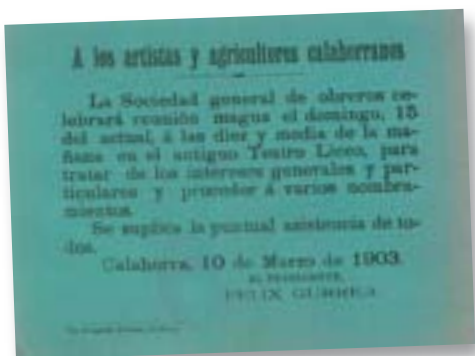 A los artistas y agricultores calahorranos
La Sociedad general de obreros ce-
lebrará reunión magna el domingo, 15
del actual, á las diez y media de la ma-
ñana en el antiguo Teatro Liceo, para
tratar de los intereses generales y par-
ticulares y proceder á varios nombra-
mientos.
Se suplica la puntual asistencia de to-
dos.
Calahorra, 10 de Marzo de 1903.
EL PRESIDENTE,
FELIX GURREA